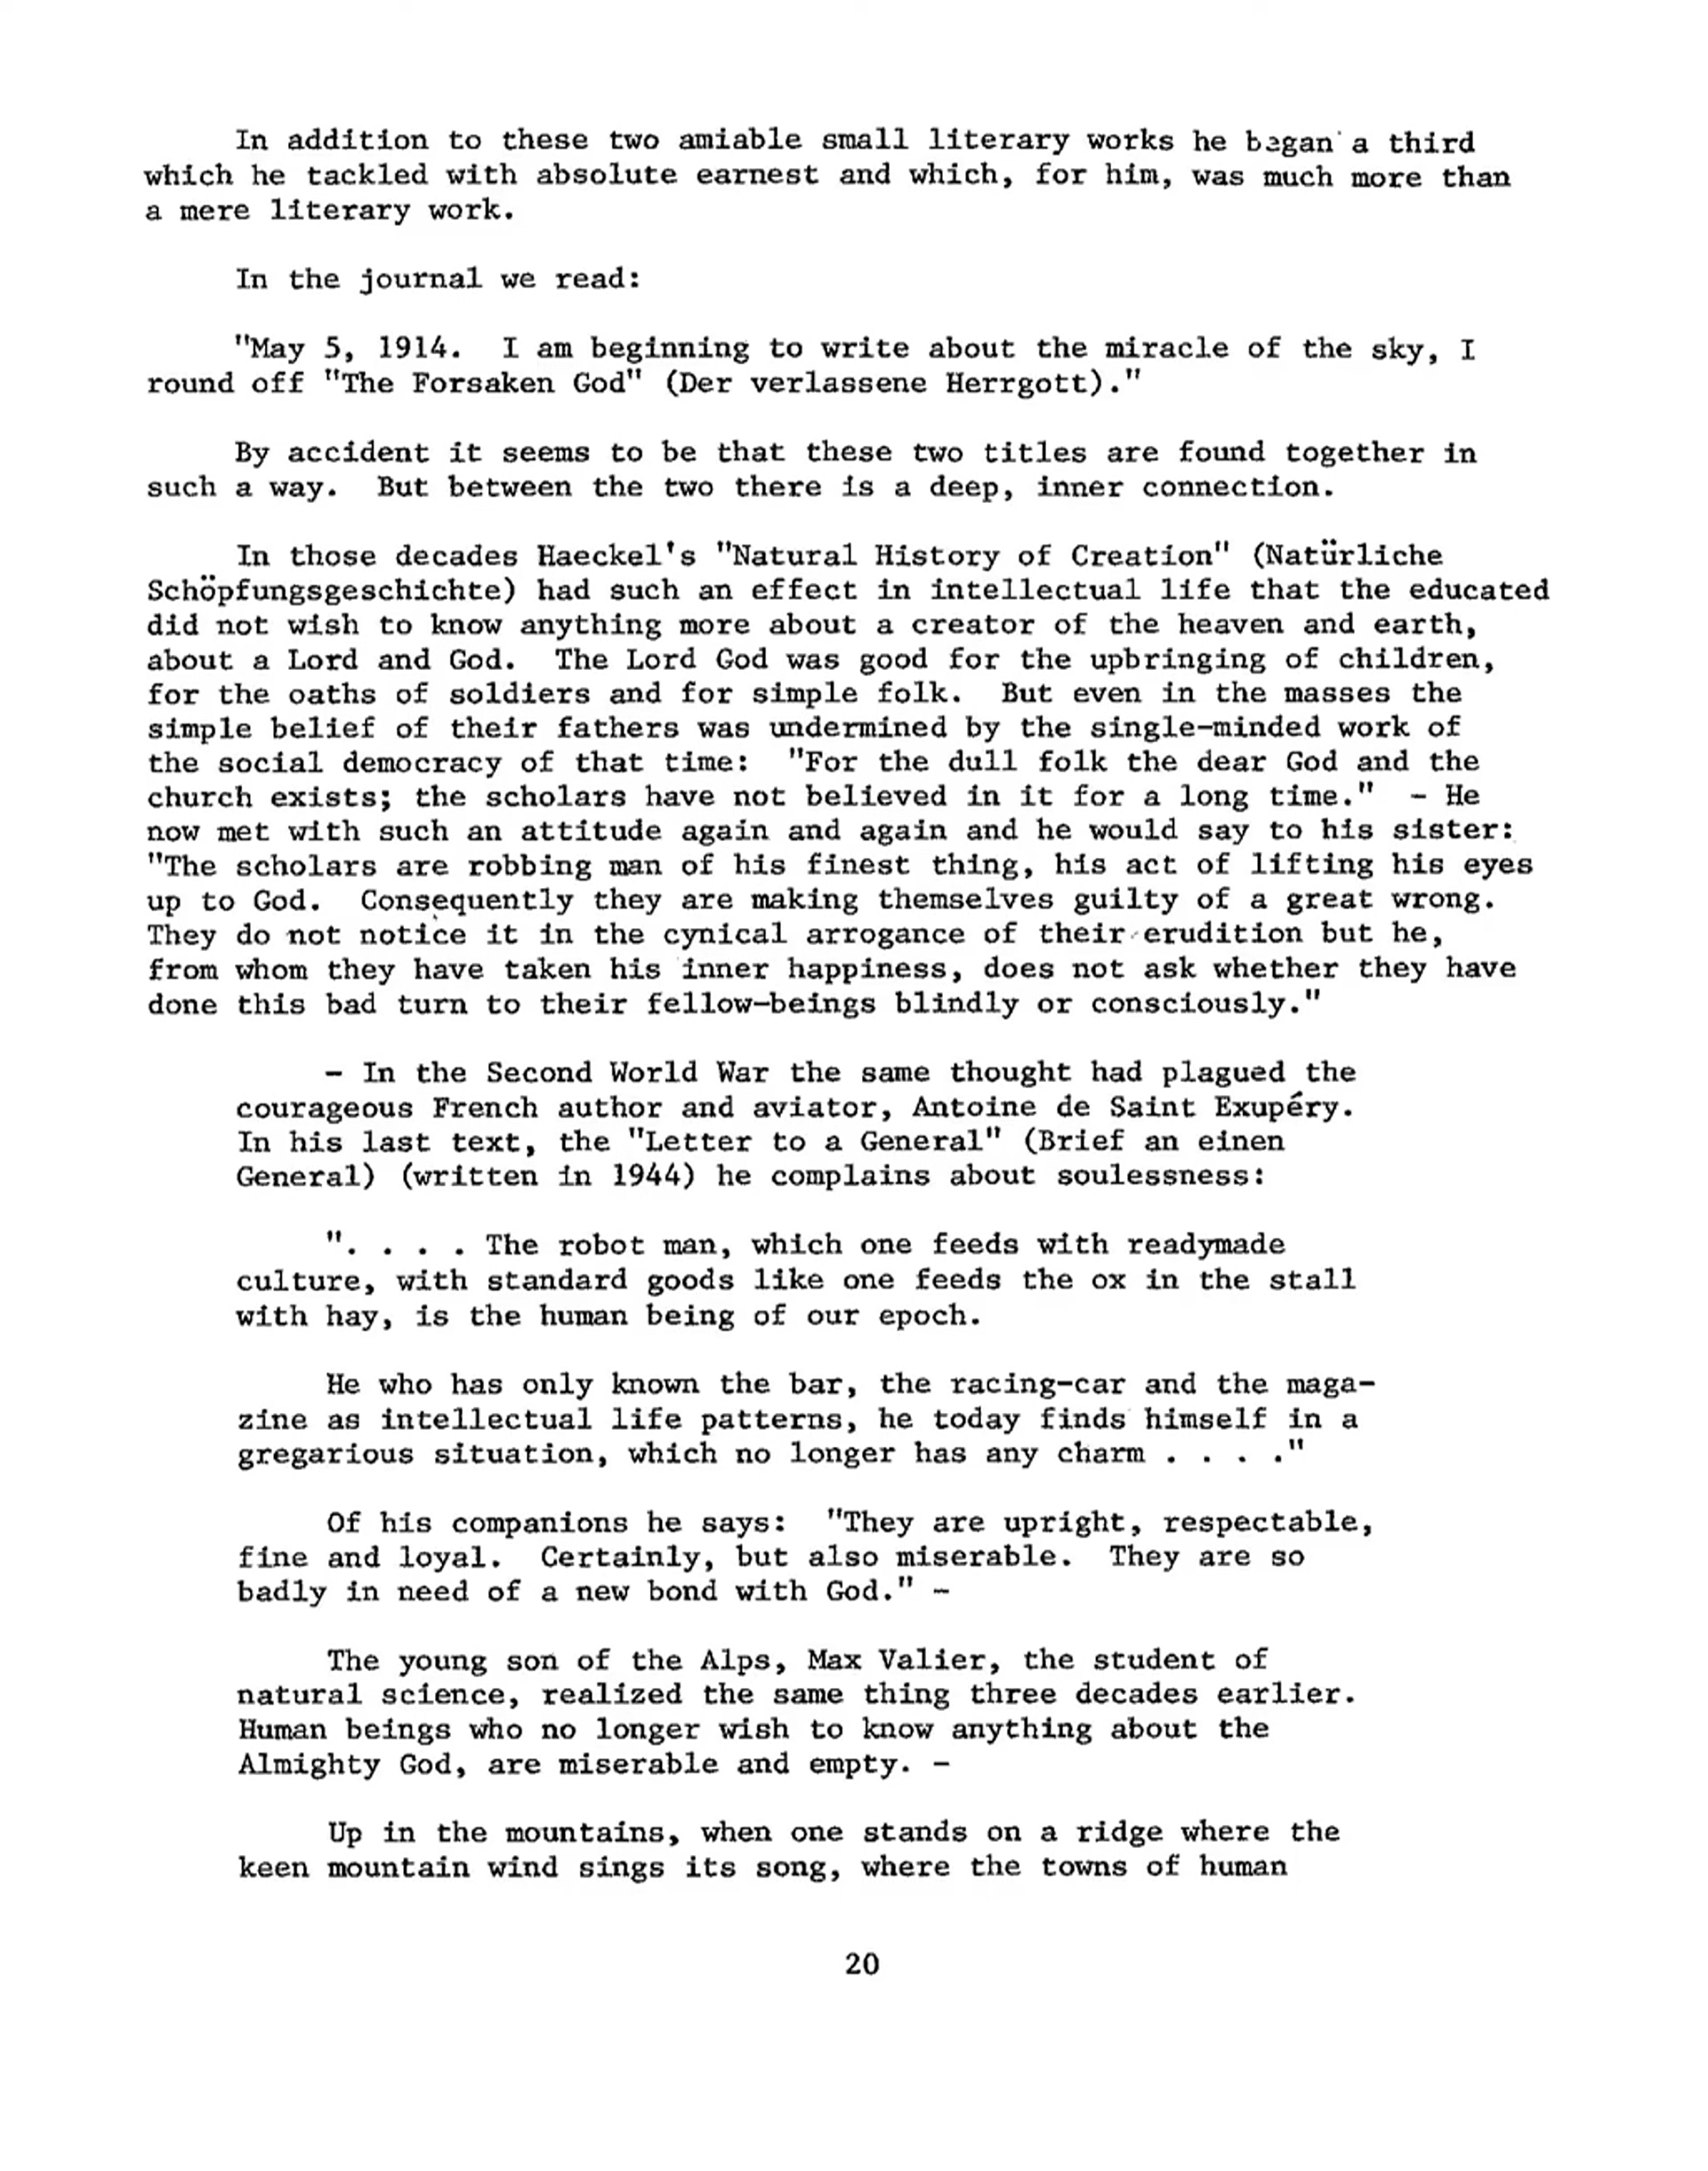 In addition to these two amiable small literary works he began a third
which he tackled with absolute earnest and which, for him, was much more than
a mere literary work.
In the journal we read:
"May 5, 1914. I am beginning to write about the miracle of the sky, I
round off "The Forsaken God" (Der verlassene Herrgott)."
By accident it seems to be that these two titles are found together in
such a way. But between the two there is a deep, inner connection.
In those decades Haeckel's "Natural History of Creation" (Natürliche
Schöpfungsgeschichte) had such an effect in intellectual life that the educated
did not wish to know anything more about a creator of the heaven and earth,
about a Lord and God. The Lord God was good for the upbringing of children,
for the oaths of soldiers and for simple folk. But even in the masses the
simple belief of their fathers was undermined by the single-minded work of
the social democracy of that time: "For the dull folk the dear God and the
church exists; the scholars have not believed in it for a long time." - He
now met with such an attitude again and again and he would say to his sister:
"The scholars are robbing man of his finest thing, his act of lifting his eyes
up to God. Consequently they are making themselves guilty of a great wrong.
They do not notice it in the cynical arrogance of their erudition but he,
from whom they have taken his inner happiness, does not ask whether they have
done this bad turn to their fellow-beings blindly or consciously."
- In the Second World War the same thought had plagued the
courageous French author and aviator, Antoine de Saint Exupéry.
In his last text, the "Letter to a General" (Brief an einen
General) (written in 1944) he complains about soulessness:
". . . . The robot man, which one feeds with readymade
culture, with standard goods like one feeds the ox in the stall
with hay, is the human being of our epoch.
He who has only known the bar, the racing-car and the maga-
zine as intellectual life patterns, he today finds himself in a
gregarious situation, which no longer has any charm . . . ."
Of his companions he says: "They are upright, respectable,
fine and loyal. Certainly, but also miserable. They are so
badly in need of a new bond with God." -
The young son of the Alps, Max Valier, the student of
natural science, realized the same thing three decades earlier.
Human beings who no longer wish to know anything about the
Almighty God, are miserable and empty. -
Up in the mountains, when one stands on a ridge where the
keen mountain wind sings its song, where the towns of human
20